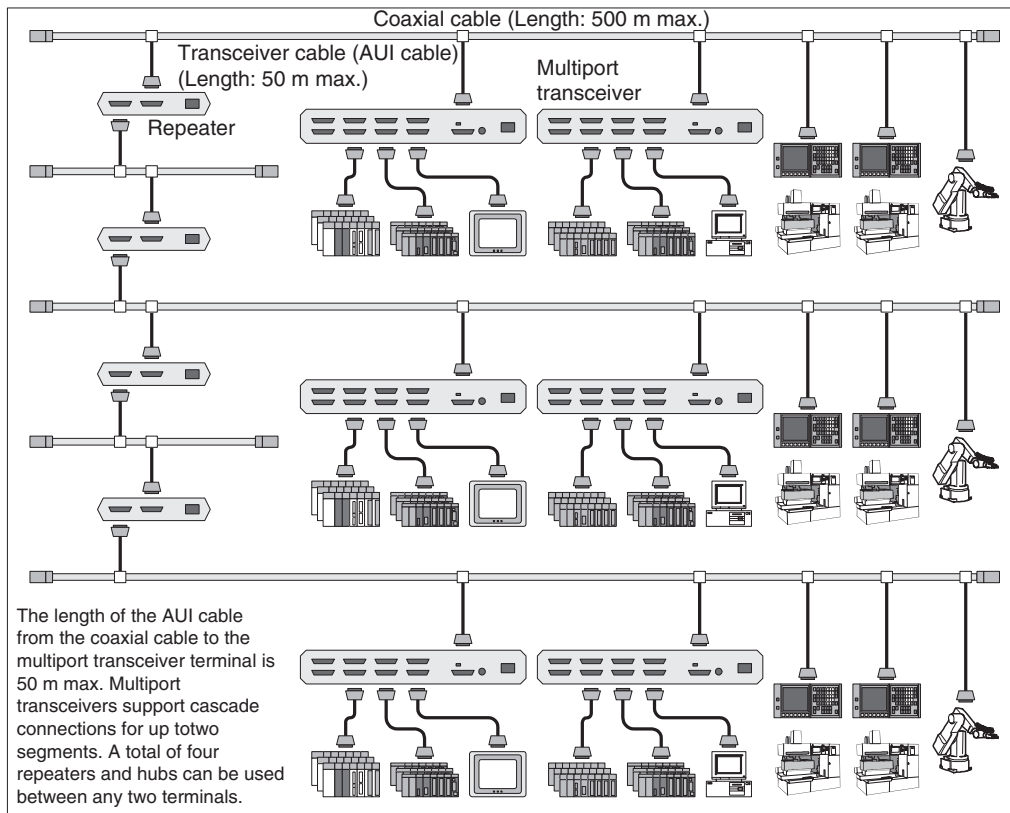 Coaxial cable (Length: 500 m max.)
Transceiver cable (AUI cable)
(Length: 50 m max.)
Multiport
transceiver
Repeater
The length of the AUI cable
from the coaxial cable to the
multiport transceiver terminal is
50 m max. Multiport
transceivers support cascade
connections for up totwo
segments. A total of four
repeaters and hubs can be used
between any two terminals.